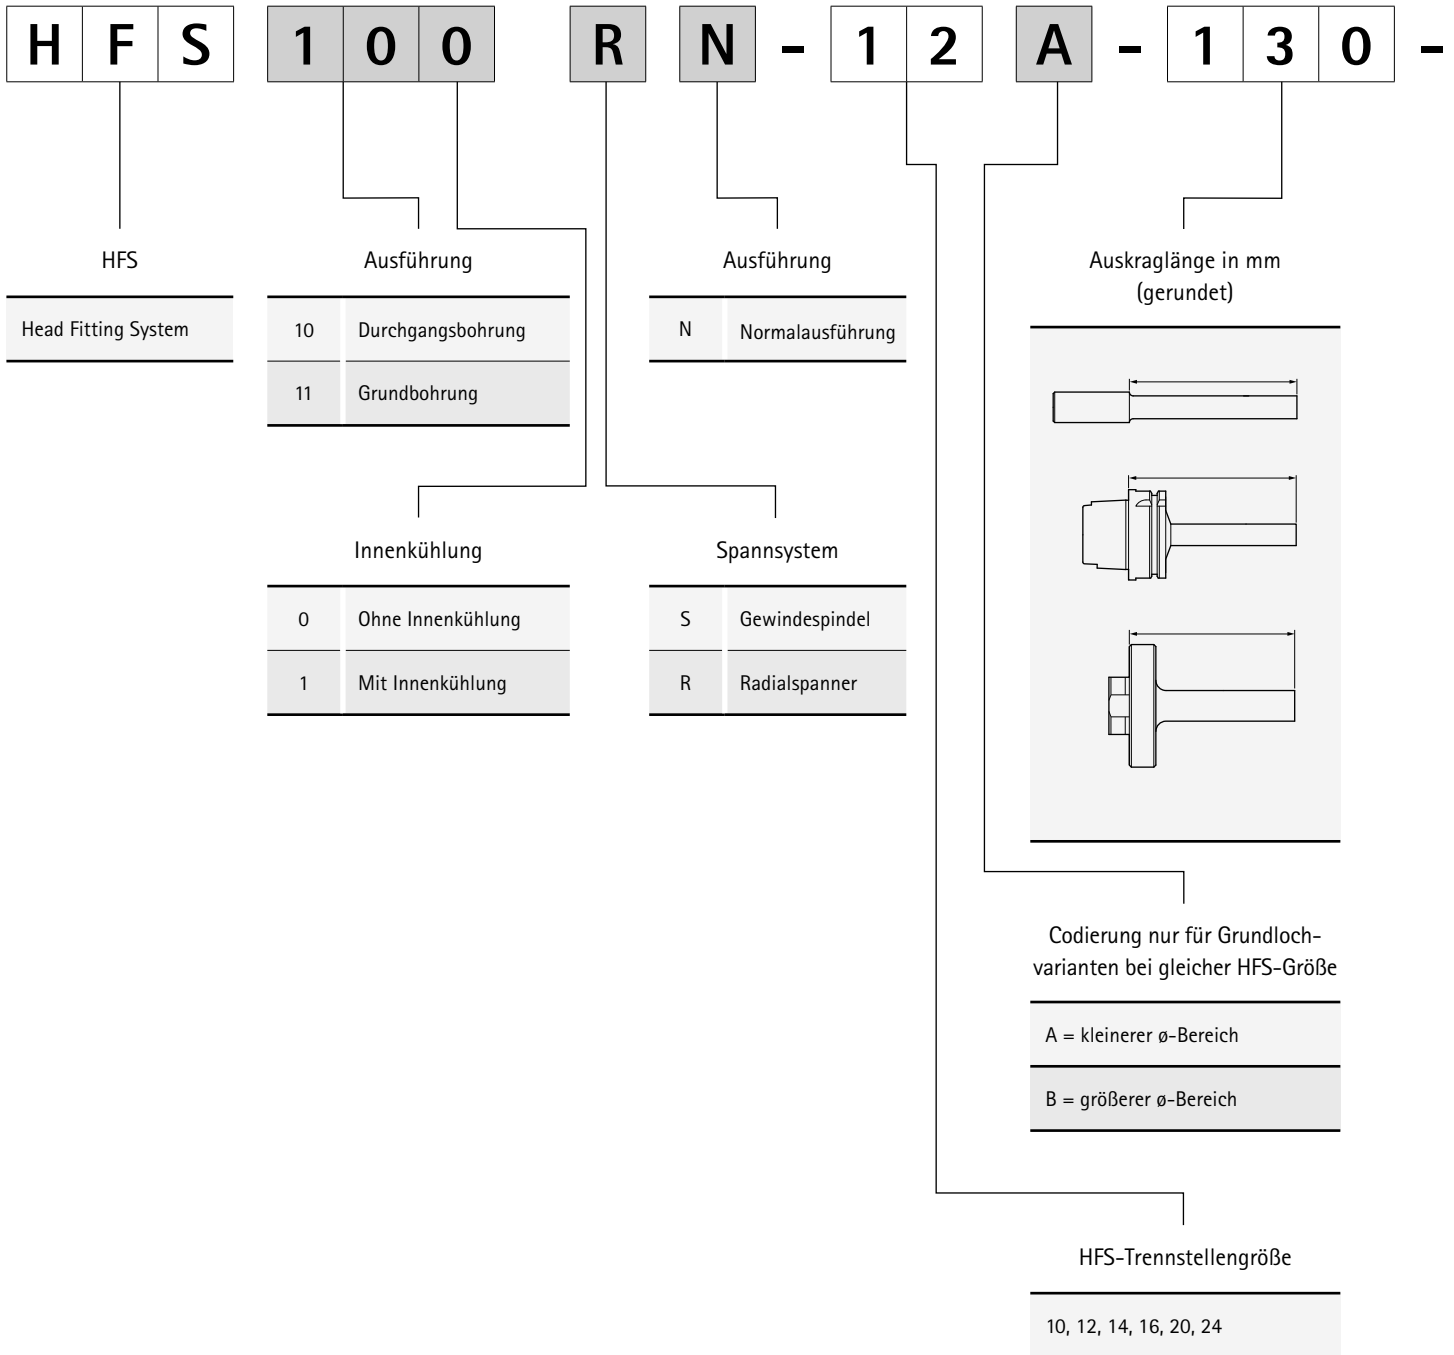 H F S 1 0 0 R N - 1 2 A - 1 3 0 -
HFS
Head Fitting System
Ausführung
10 Durchgangsbohrung
11 Grundbohrung
Ausführung
N Normalausführung
Auskraglänge in mm
(gerundet)
Innenkühlung
0 Ohne Innenkühlung
1 Mit Innenkühlung
Spannsystem
S Gewindespindel
R Radialspanner
Codierung nur für Grundloch-
varianten bei gleicher HFS-Größe
A = kleinerer ø-Bereich
B = größerer ø-Bereich
HFS-Trennstellengröße
10, 12, 14, 16, 20, 24